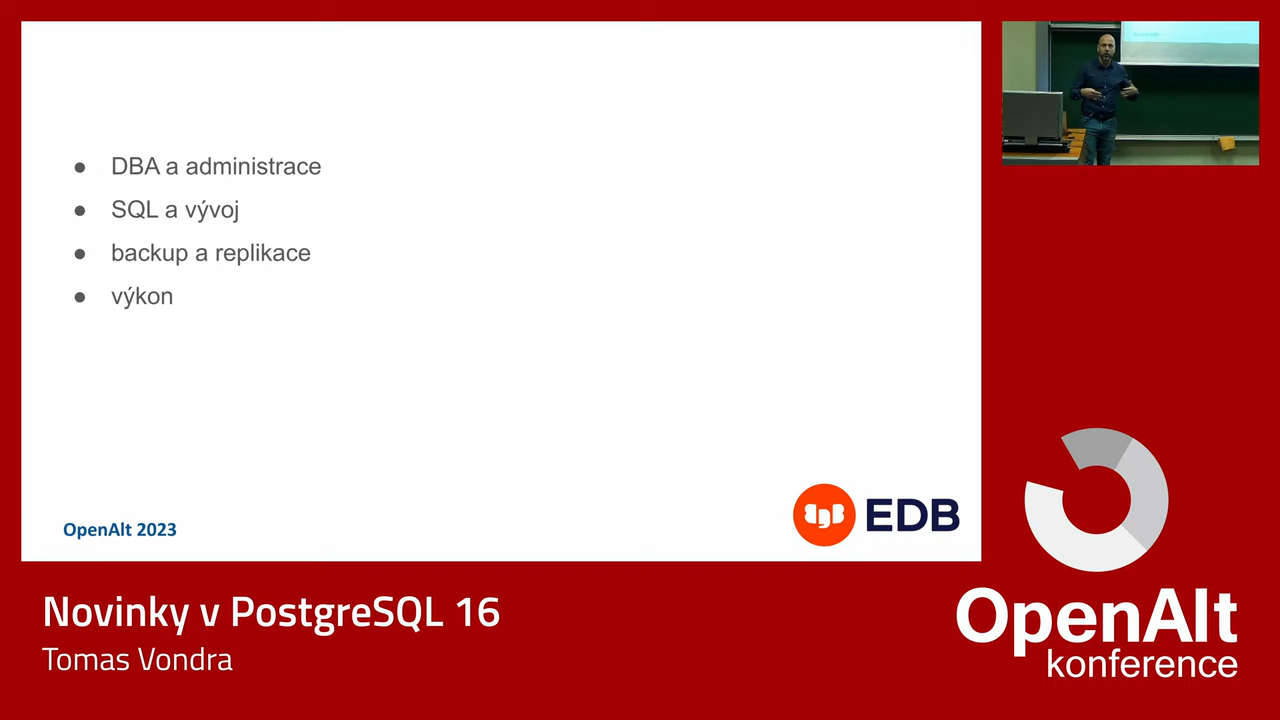 DBA a administrace
SQL a vývoj
backup a replikace
výkon
OpenAlt 2023
EDB
Novinky v PostgreSQL 16
Tomas Vondra
OpenAlt
konference